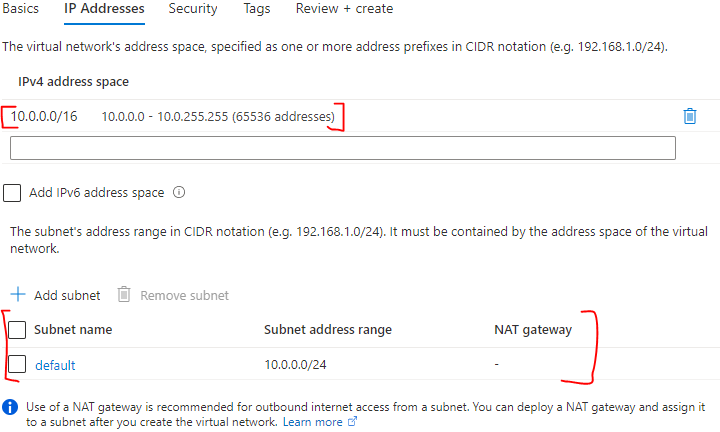 Basics IP Addresses Security Tags Review + create
The virtual network's address space, specified as one or more address prefixes in CIDR notation (e.g. 192.168.1.0/24).
IPv4 address space
10.0.0.0/16 10.0.0.0 - 10.0.255.255 (65536 addresses)
Add IPv6 address space
The subnet's address range in CIDR notation (e.g. 192.168.1.0/24). It must be contained by the address space of the virtual
network.
+ Add subnet Remove subnet
Subnet name Subnet address range NAT gateway
default 10.0.0.0/24 -
Use of a NAT gateway is recommended for outbound internet access from a subnet. You can deploy a NAT gateway and assign it
to a subnet after you create the virtual network. Learn more